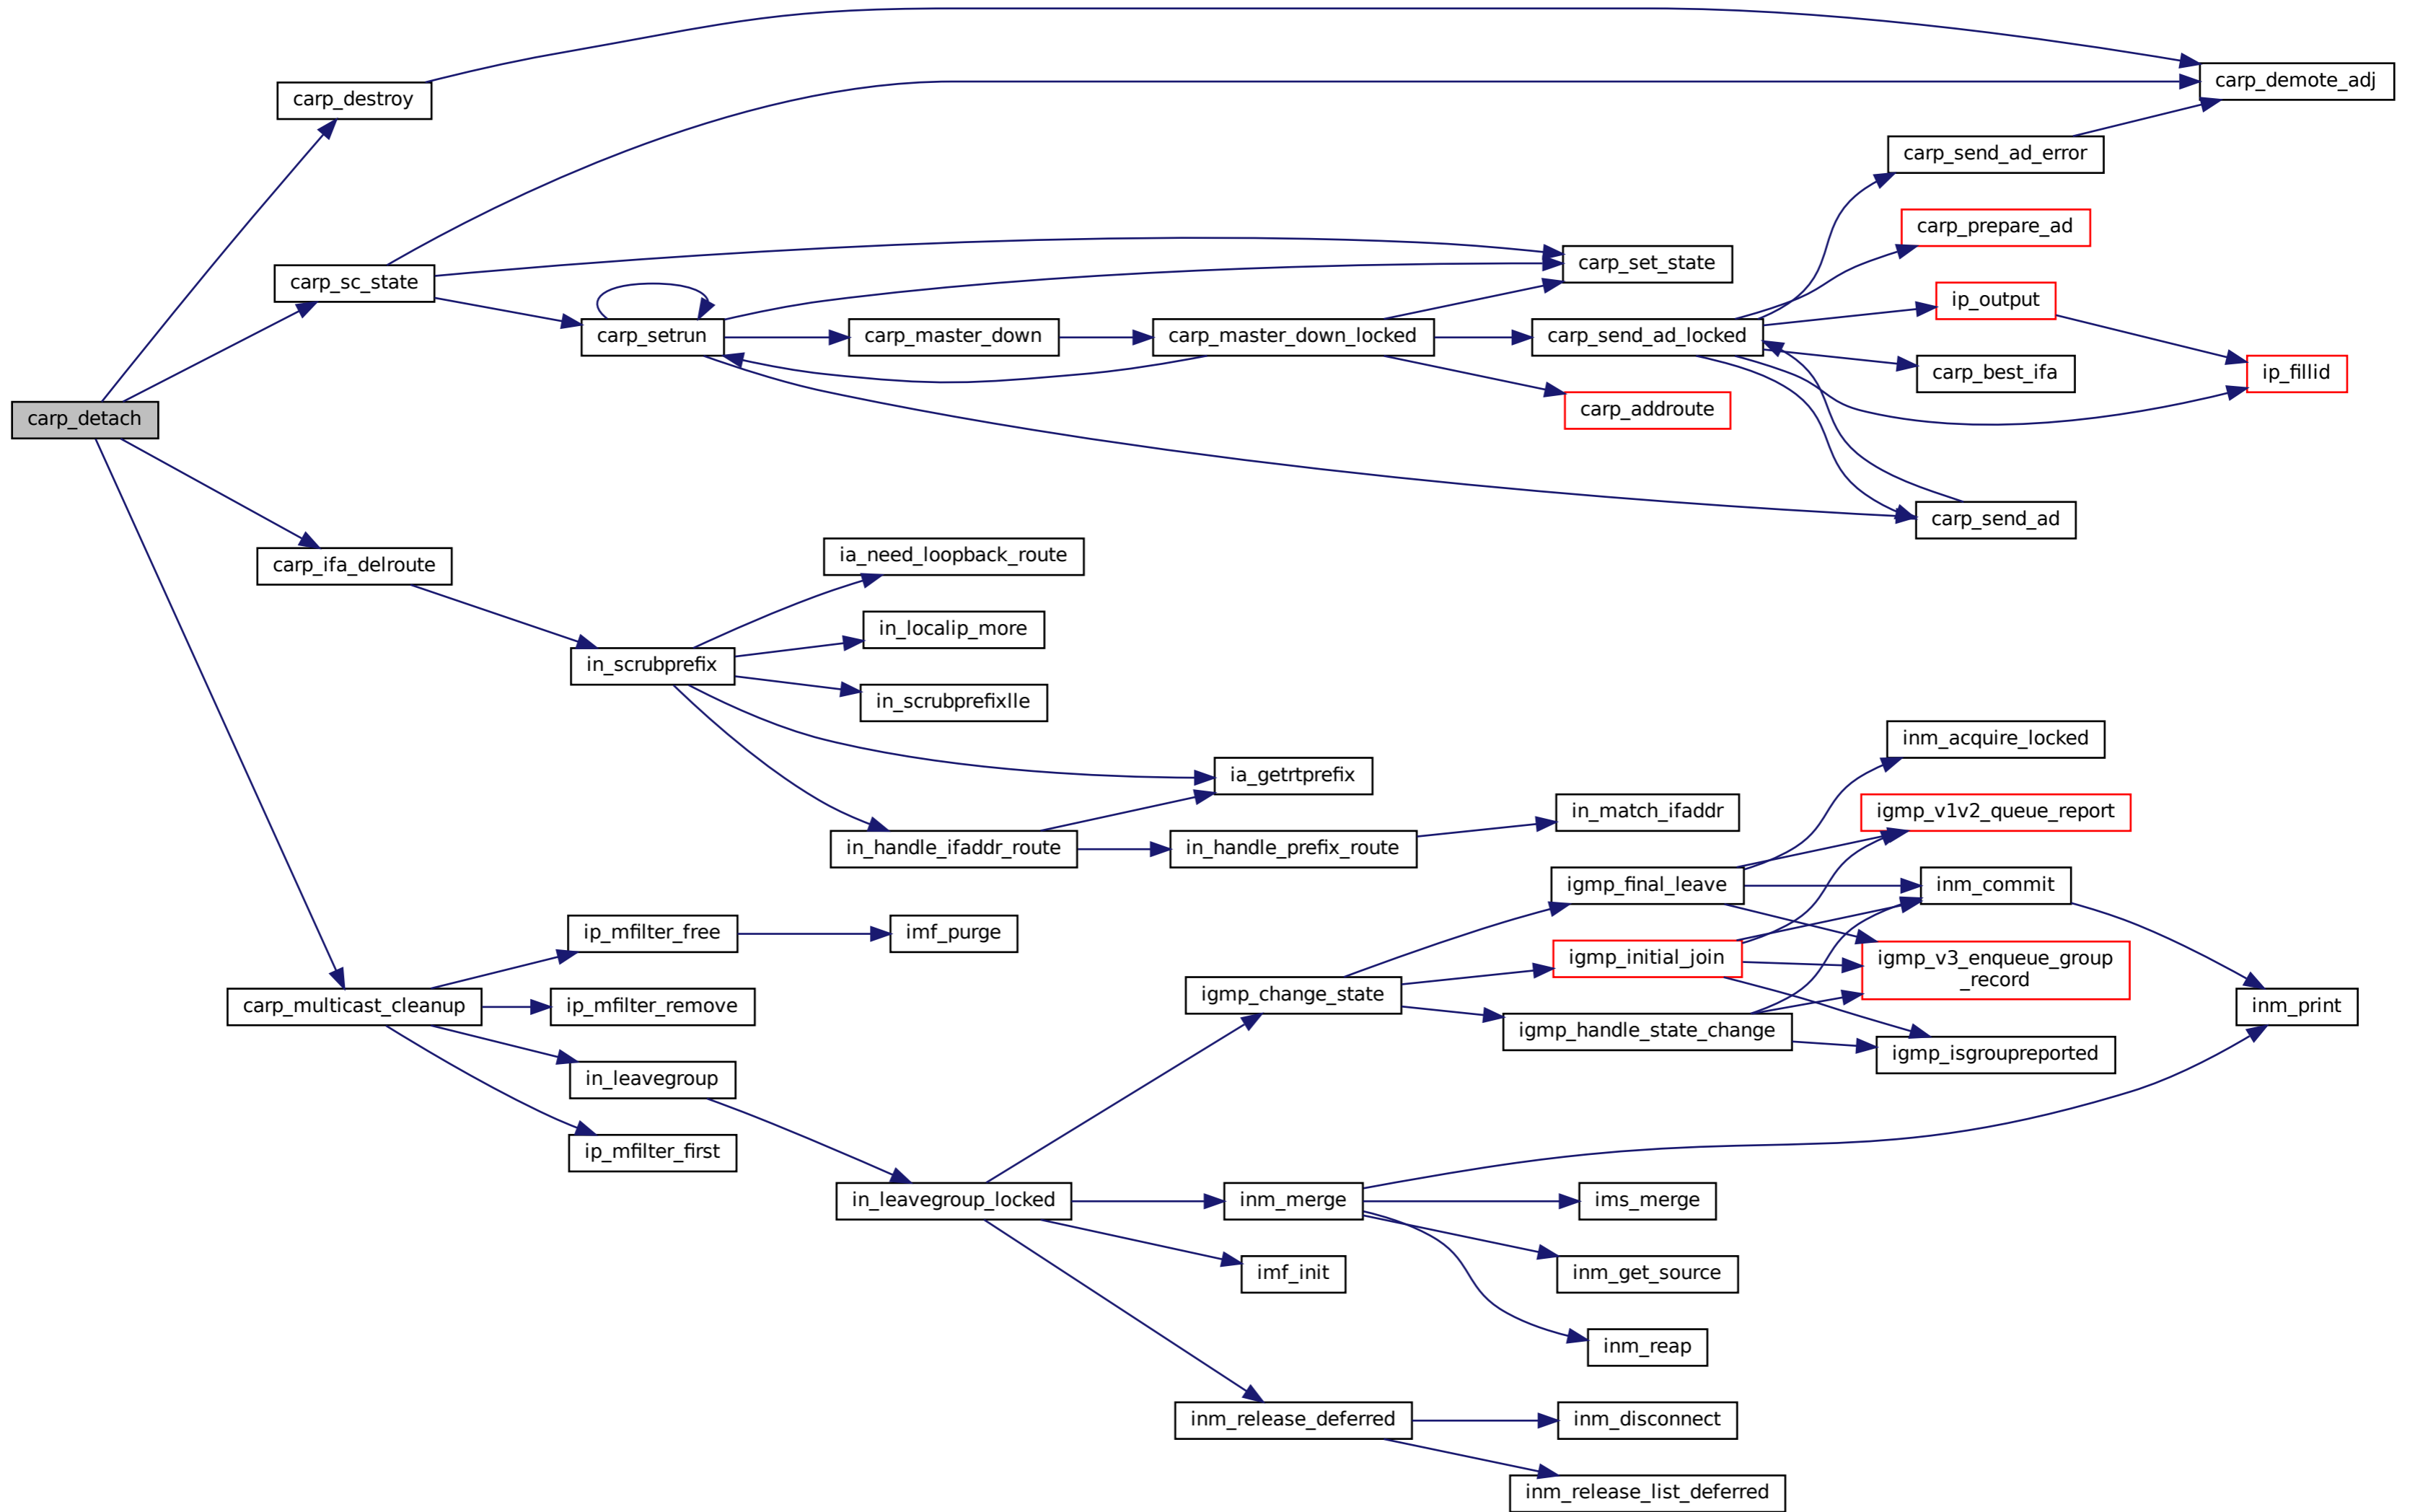 carp_detach
carp_destroy
carp_sc_state
carp_ifa_delroute
carp_multicast_cleanup
carp_setrun
in_scrubprefix
ip_mfilter_free
ip_mfilter_remove
in_leavegroup
ip_mfilter_first
carp_master_down
ia_need_loopback_route
in_localip_more
in_scrubprefixlle
in_handle_ifaddr_route
imf_purge
in_leavegroup_locked
carp_master_down_locked
ia_getrtprefix
in_handle_prefix_route
igmp_change_state
inm_merge
imf_init
inm_release_deferred
carp_set_state
carp_send_ad_locked
carp_addroute
in_match_ifaddr
igmp_final_leave
igmp_initial_join
igmp_handle_state_change
ims_merge
inm_get_source
inm_reap
inm_disconnect
inm_release_list_deferred
carp_send_ad_error
carp_prepare_ad
ip_output
carp_best_ifa
carp_send_ad
inm_acquire_locked
igmp_v1v2_queue_report
inm_commit
igmp_v3_enqueue_group
_record
igmp_isgroupreported
carp_demote_adj
ip_fillid
inm_print